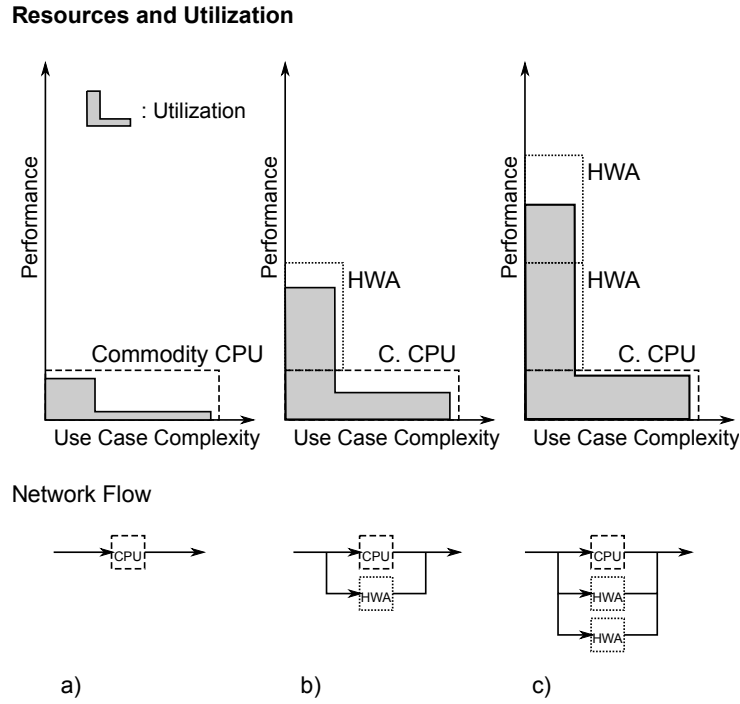 Resources and Utilization
: Utilization
Performance
Commodity CPU
Use Case Complexity
Performance
HWA
C. CPU
Use Case Complexity
Performance
HWA
HWA
C. CPU
Use Case Complexity
Network Flow
CPU
CPU
HWA
CPU
HWA
HWA
a)
b)
c)